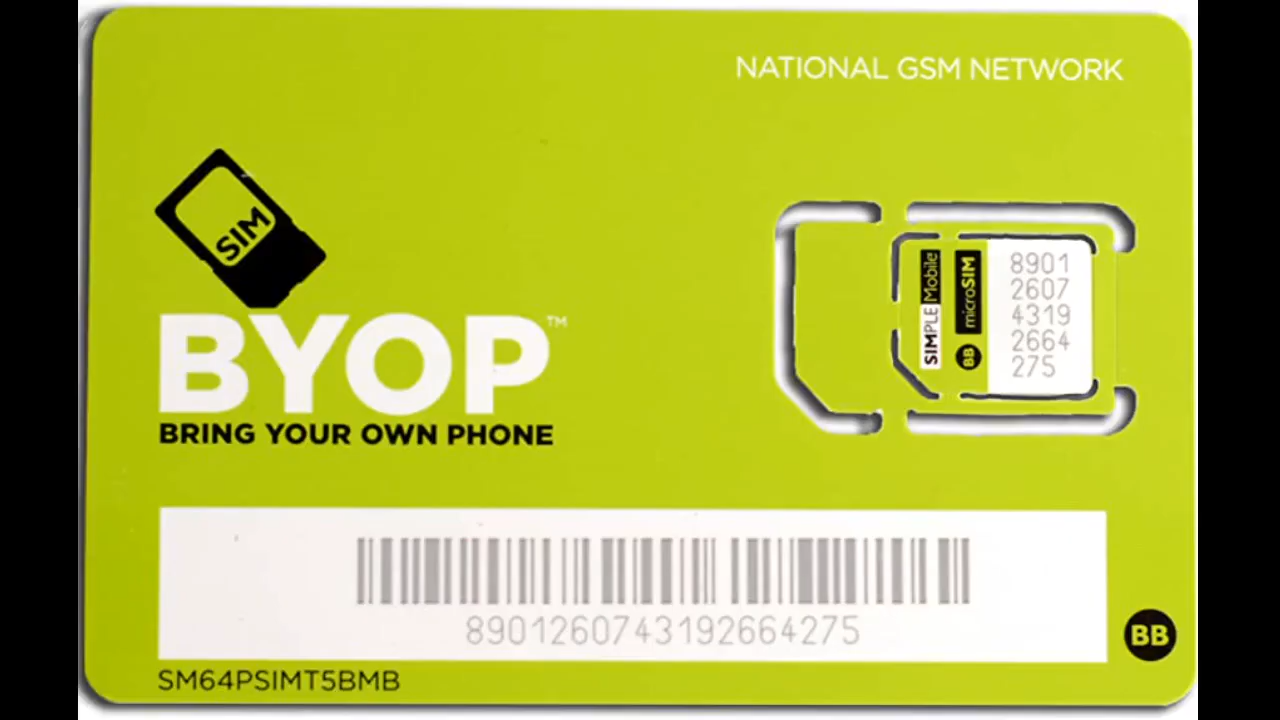 NATIONAL GSM NETWORK
SIM
BYOP™
BRING YOUR OWN PHONE
SIMPLE Mobile
BB microSIM
8901
2607
4319
2664
275
8901260743192664275
BB
SM64PSIMT5BMB